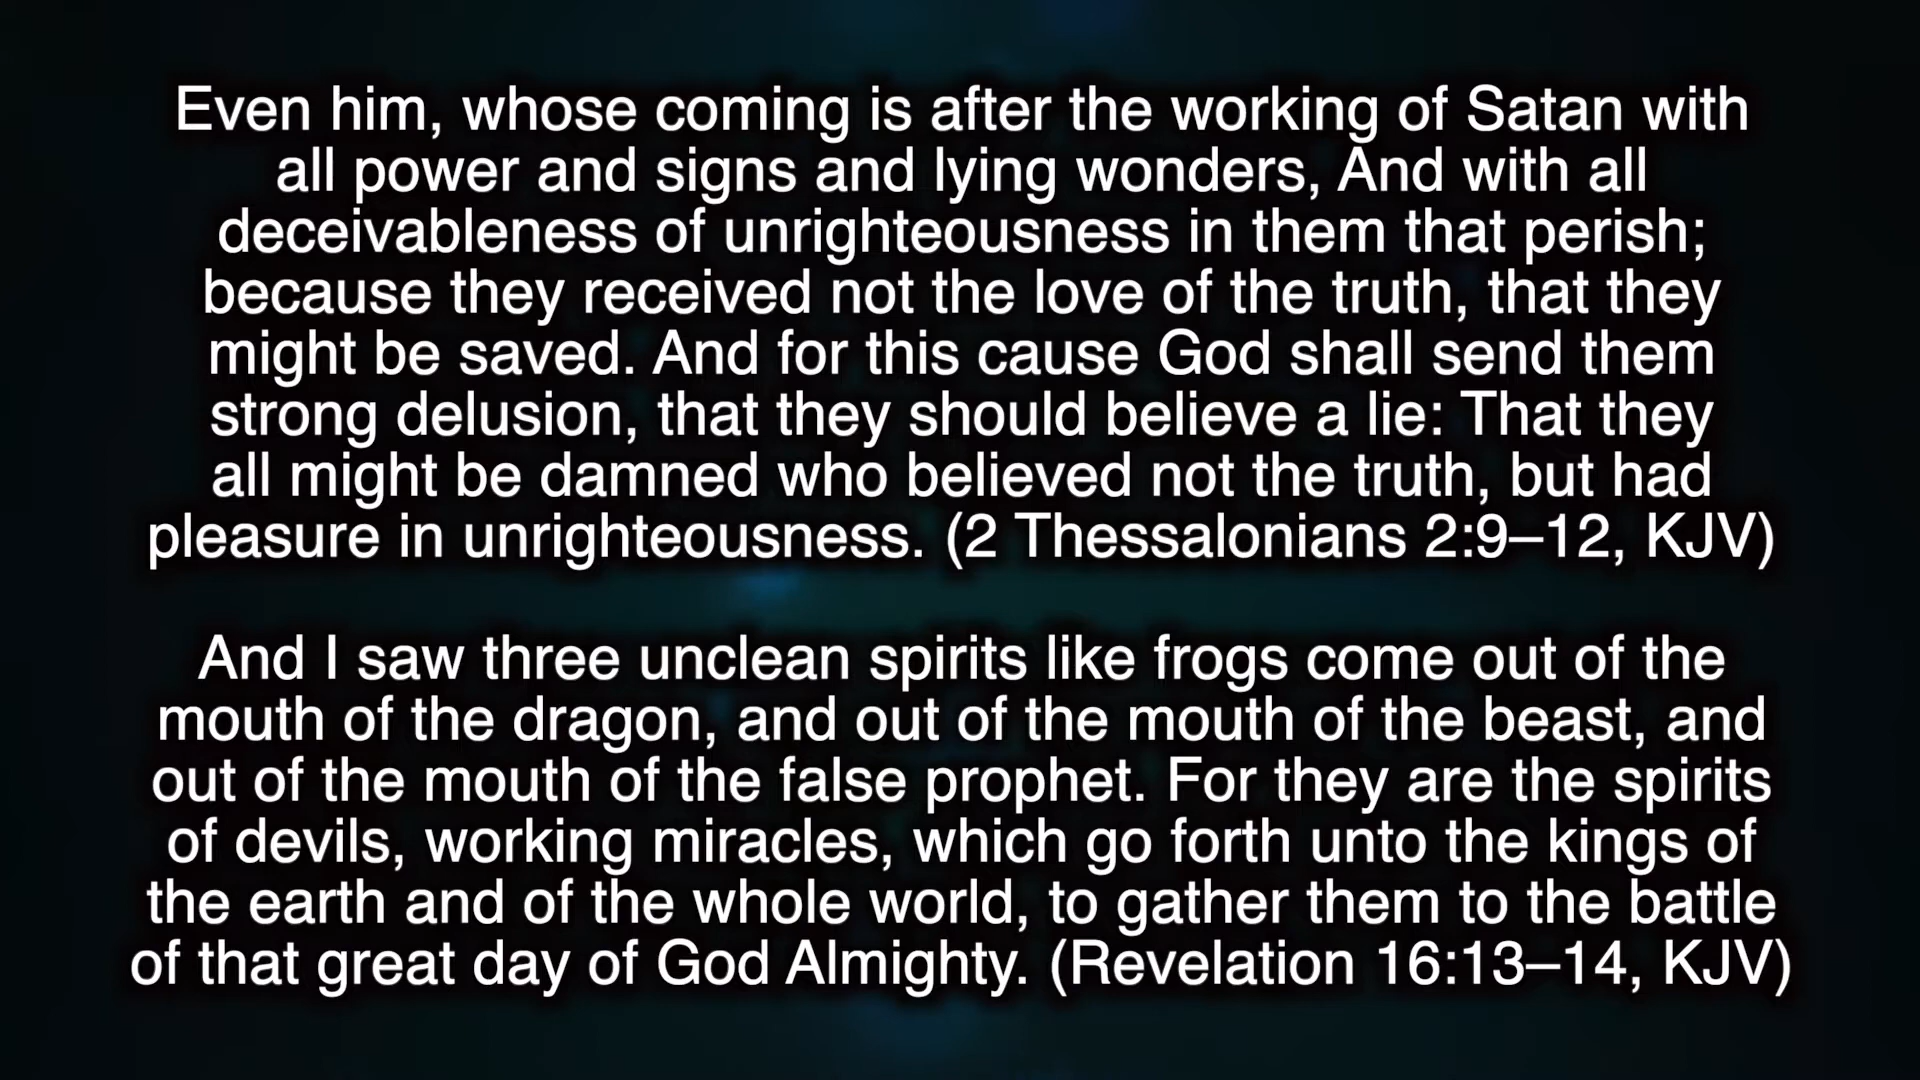 Even him, whose coming is after the working of Satan with
all power and signs and lying wonders, And with all
deceivableness of unrighteousness in them that perish;
because they received not the love of the truth, that they
might be saved. And for this cause God shall send them
strong delusion, that they should believe a lie: That they
all might be damned who believed not the truth, but had
pleasure in unrighteousness. (2 Thessalonians 2:9–12, KJV)
And I saw three unclean spirits like frogs come out of the
mouth of the dragon, and out of the mouth of the beast, and
out of the mouth of the false prophet. For they are the spirits
of devils, working miracles, which go forth unto the kings of
the earth and of the whole world, to gather them to the battle
of that great day of God Almighty. (Revelation 16:13–14, KJV)